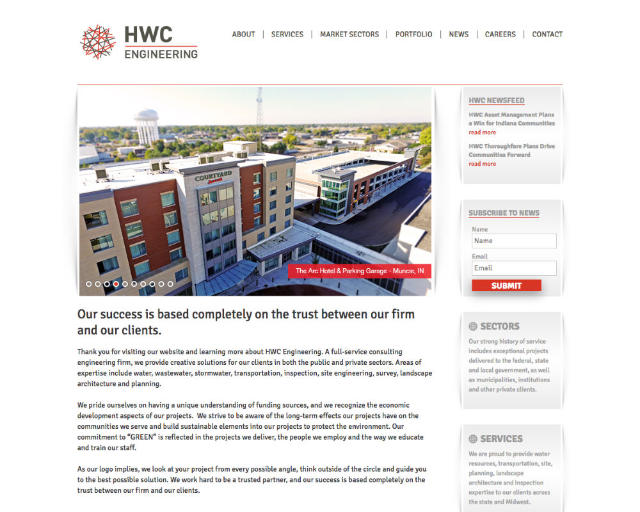 HWC
ENGINEERING
ABOUT | SERVICES | MARKET SECTORS | PORTFOLIO | NEWS | CAREERS | CONTACT
COURTYARD
Marriott
The Arc Hotel & Parking Garage - Muncie, IN
Our success is based completely on the trust between our firm
and our clients.
Thank you for visiting our website and learning more about HWC Engineering. A full-service consulting
engineering firm, we provide creative solutions for our clients in both the public and private sectors. Areas of
expertise include water, wastewater, stormwater, transportation, inspection, site engineering, survey, landscape
architecture and planning.
We pride ourselves on having a unique understanding of funding sources, and we recognize the economic
development aspects of our projects. We strive to be aware of the long-term effects our projects have on the
communities we serve and build sustainable elements into our projects to protect the environment. Our
commitment to "GREEN" is reflected in the projects we deliver, the people we employ and the way we educate
and train our staff.
As our logo implies, we look at your project from every possible angle, think outside of the circle and guide you
to the best possible solution. We work hard to be a trusted partner, and our success is based completely on the
trust between our firm and our clients.
HWC NEWSFEED
HWC Asset Management Plans
a Win for Indiana Communities
read more
HWC Thoroughfare Plans Drive
Communities Forward
read more
SUBSCRIBE TO NEWS
Name
Name
Email
Email
SUBMIT
SECTORS
Our strong history of service
includes exceptional projects
delivered to the federal, state
and local government, as well
as municipalities, institutions
and other private clients.
SERVICES
We are proud to provide water
resources, transportation, site,
planning, landscape
architecture and inspection
expertise to our clients across
the state and Midwest.